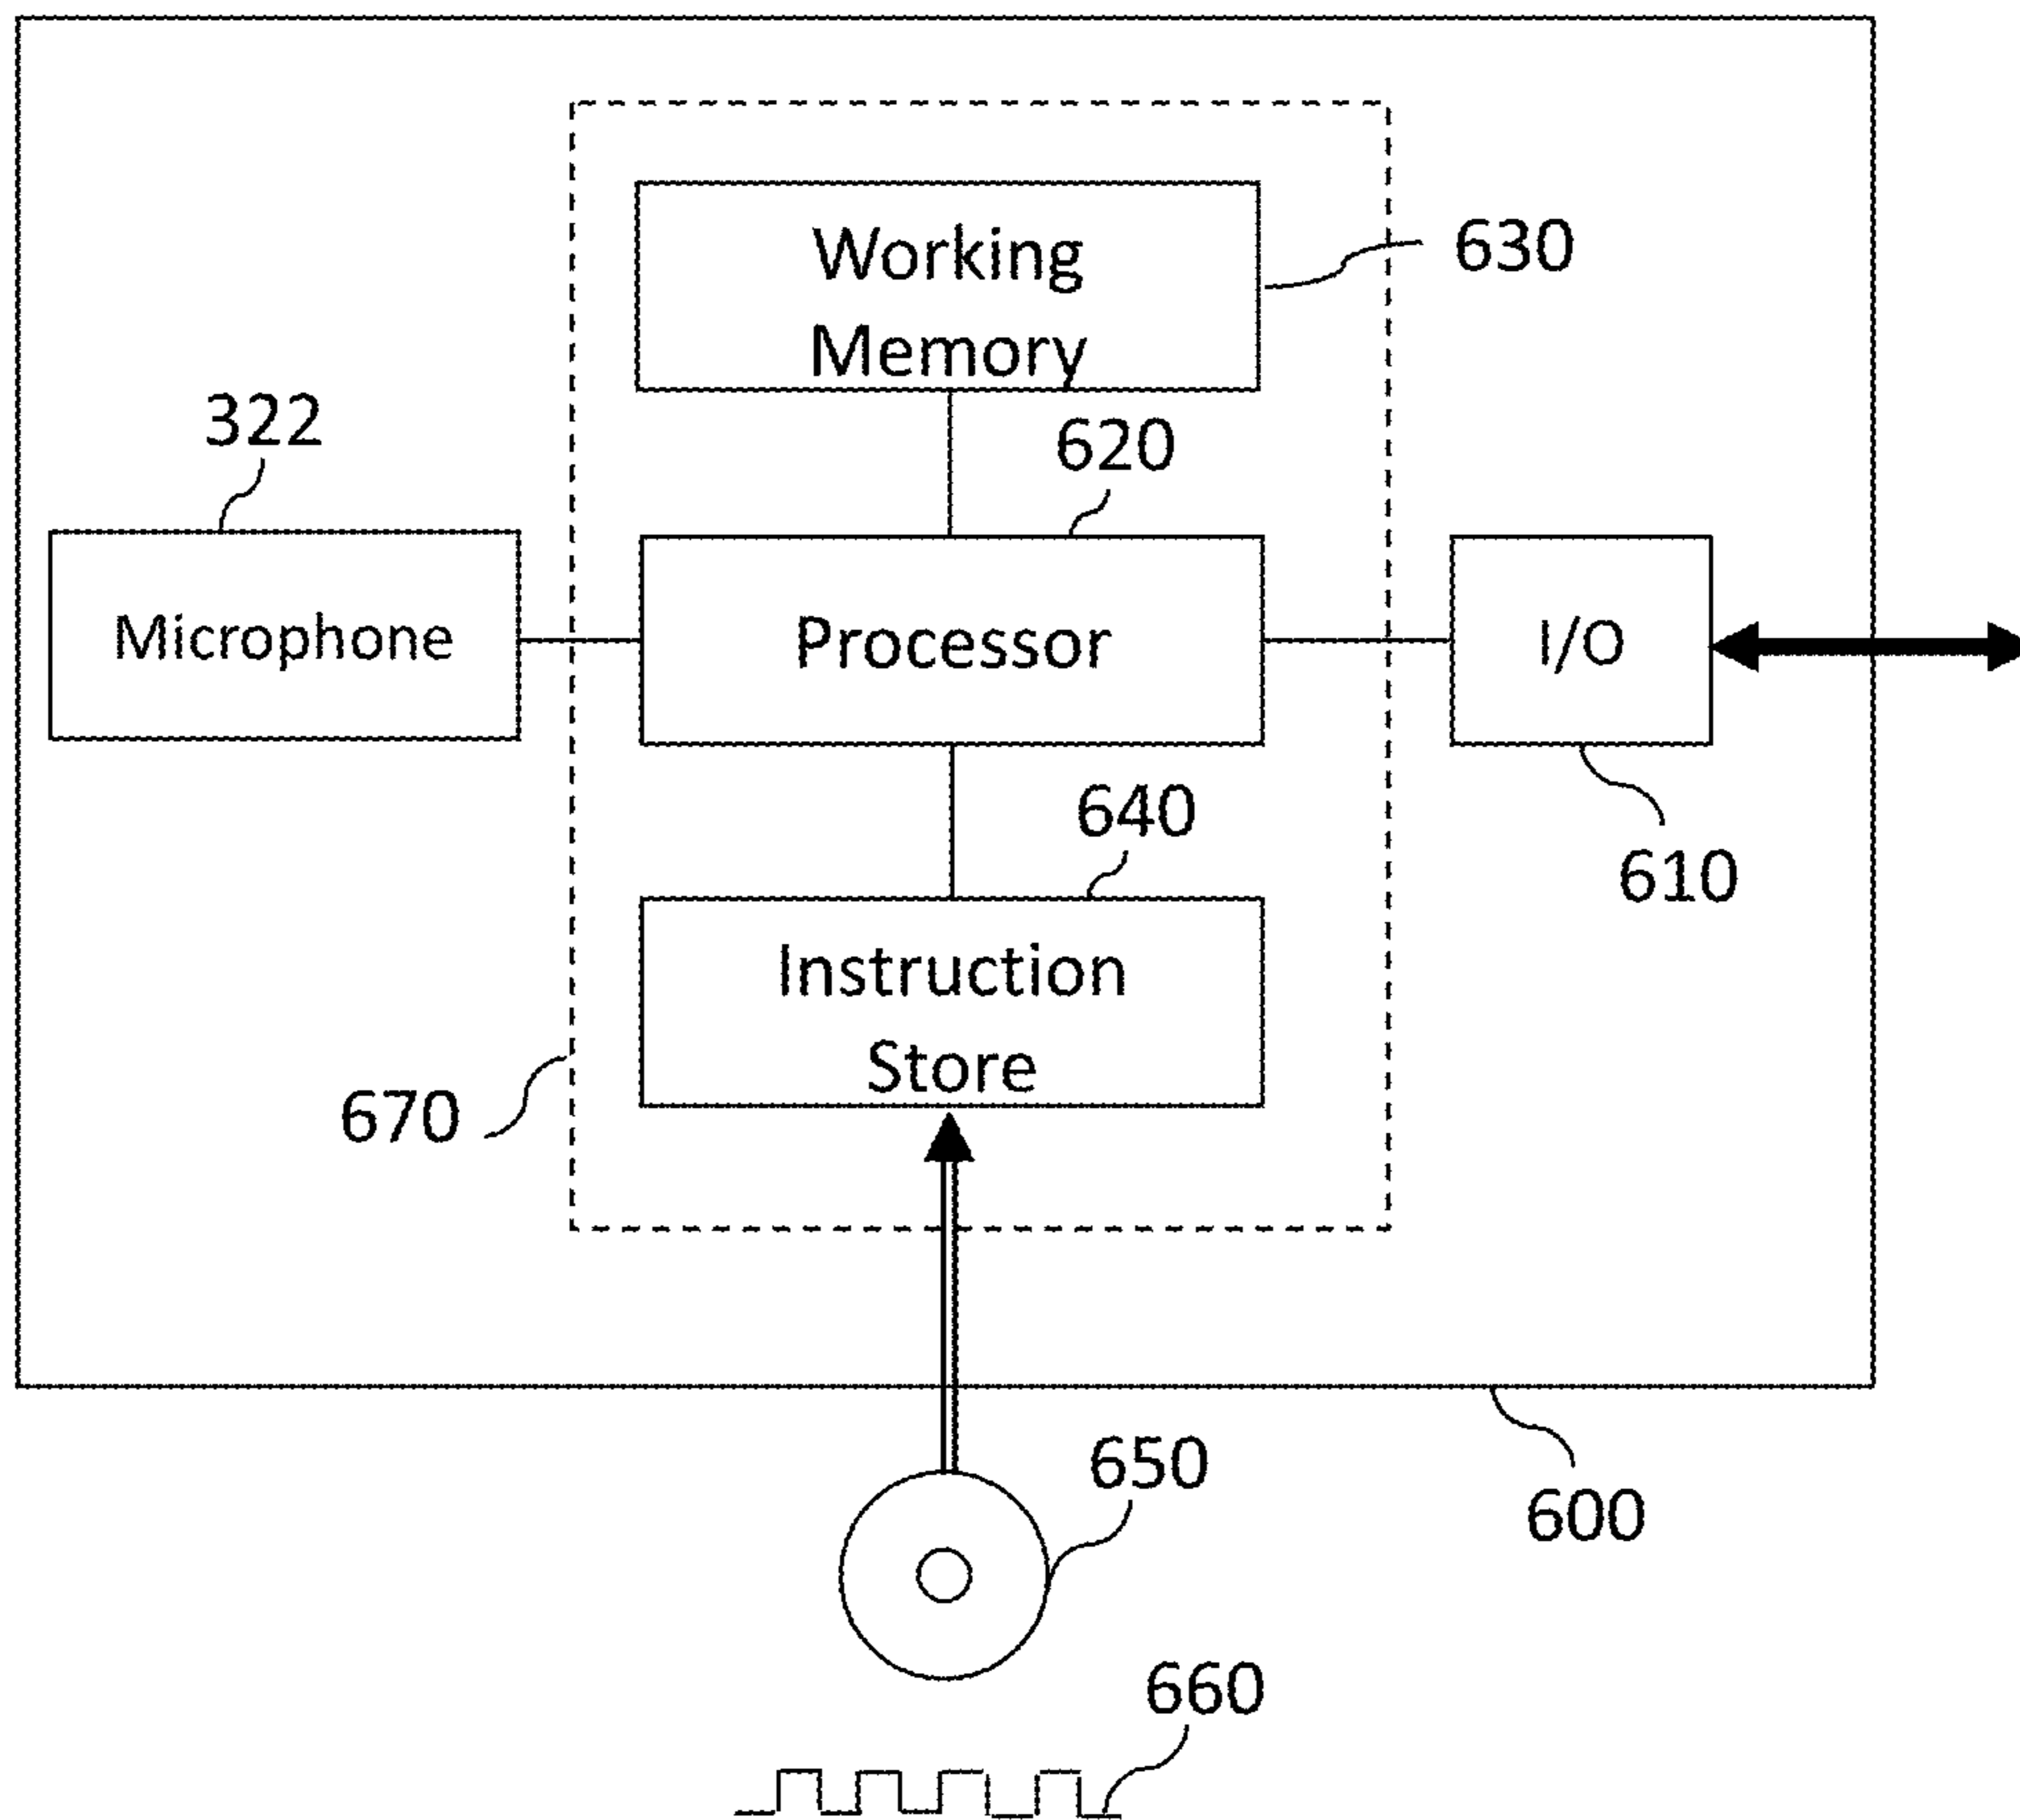 Working
Memory
630
322
620
Microphone
Processor
I/O
640
610
Instruction
Store
670
650
600
660